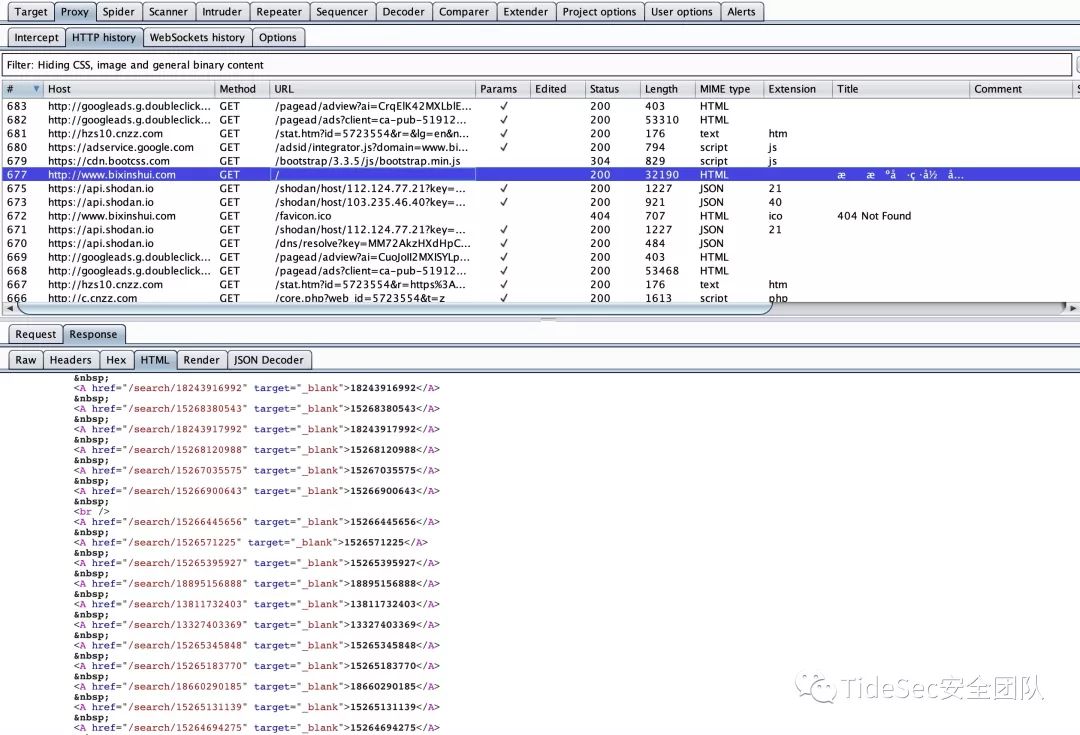 Target Proxy Spider Scanner Intruder Repeater Sequencer Decoder Comparer Extender Project options User options Alerts
Intercept HTTP history WebSockets history Options
Filter: Hiding CSS, image and general binary content
# Host Method URL Params Edited Status Length MIME type Extension Title Comment
683 http://googleads.g.doubleclick... GET /pagead/adview?ai=CrqElK42MXLblE... ✓ 200 403 HTML
682 http://googleads.g.doubleclick... GET /pagead/ads?client=ca-pub-51912... ✓ 200 53310 HTML
681 http://hzs10.cnzz.com GET /stat.htm?id=5723554&r=&lg=en&n... ✓ 200 176 text htm
680 https://adservice.google.com GET /adsid/integrator.js?domain=www.bi... ✓ 200 794 script js
679 https://cdn.bootcss.com GET /bootstrap/3.3.5/js/bootstrap.min.js 304 829 script js
677 http://www.bixinshui.com GET / 200 32190 HTML
675 https://api.shodan.io GET /shodan/host/112.124.77.21?key=... ✓ 200 1227 JSON 21
673 https://api.shodan.io GET /shodan/host/103.235.46.40?key=... ✓ 200 921 JSON 40
672 http://www.bixinshui.com GET /favicon.ico 404 707 HTML ico 404 Not Found
671 https://api.shodan.io GET /shodan/host/112.124.77.21?key=... ✓ 200 1227 JSON 21
670 https://api.shodan.io GET /dns/resolve?key=MM72AkzHXdHpC... ✓ 200 484 JSON
669 http://googleads.g.doubleclick... GET /pagead/adview?ai=CuoJoII2MXISYLp... ✓ 200 403 HTML
668 http://googleads.g.doubleclick... GET /pagead/ads?client=ca-pub-51912... ✓ 200 53468 HTML
667 http://hzs10.cnzz.com GET /stat.htm?id=5723554&r=https%3A... ✓ 200 176 text htm
666 http://c.cnzz.com GET /core.php?web_id=5723554&t=z ✓ 200 1613 script php
Request Response
Raw Headers Hex HTML Render JSON Decoder
&nbsp;
<A href="/search/18243916992" target="_blank">18243916992</A>
&nbsp;
<A href="/search/15268380543" target="_blank">15268380543</A>
&nbsp;
<A href="/search/18243917992" target="_blank">18243917992</A>
&nbsp;
<A href="/search/15268120988" target="_blank">15268120988</A>
&nbsp;
<A href="/search/15267035575" target="_blank">15267035575</A>
&nbsp;
<A href="/search/15266900643" target="_blank">15266900643</A>
&nbsp;
<br />
<A href="/search/15266445656" target="_blank">15266445656</A>
&nbsp;
<A href="/search/1526571225" target="_blank">1526571225</A>
&nbsp;
<A href="/search/15265395927" target="_blank">15265395927</A>
&nbsp;
<A href="/search/18895156888" target="_blank">18895156888</A>
&nbsp;
<A href="/search/13811732403" target="_blank">13811732403</A>
&nbsp;
<A href="/search/13327403369" target="_blank">13327403369</A>
&nbsp;
<A href="/search/15265345848" target="_blank">15265345848</A>
&nbsp;
<A href="/search/15265183770" target="_blank">15265183770</A>
&nbsp;
<A href="/search/18660290185" target="_blank">18660290185</A>
&nbsp;
<A href="/search/15265131139" target="_blank">15265131139</A>
&nbsp;
<A href="/search/15264694275" target="_blank">15264694275</A>
TideSec安全团队